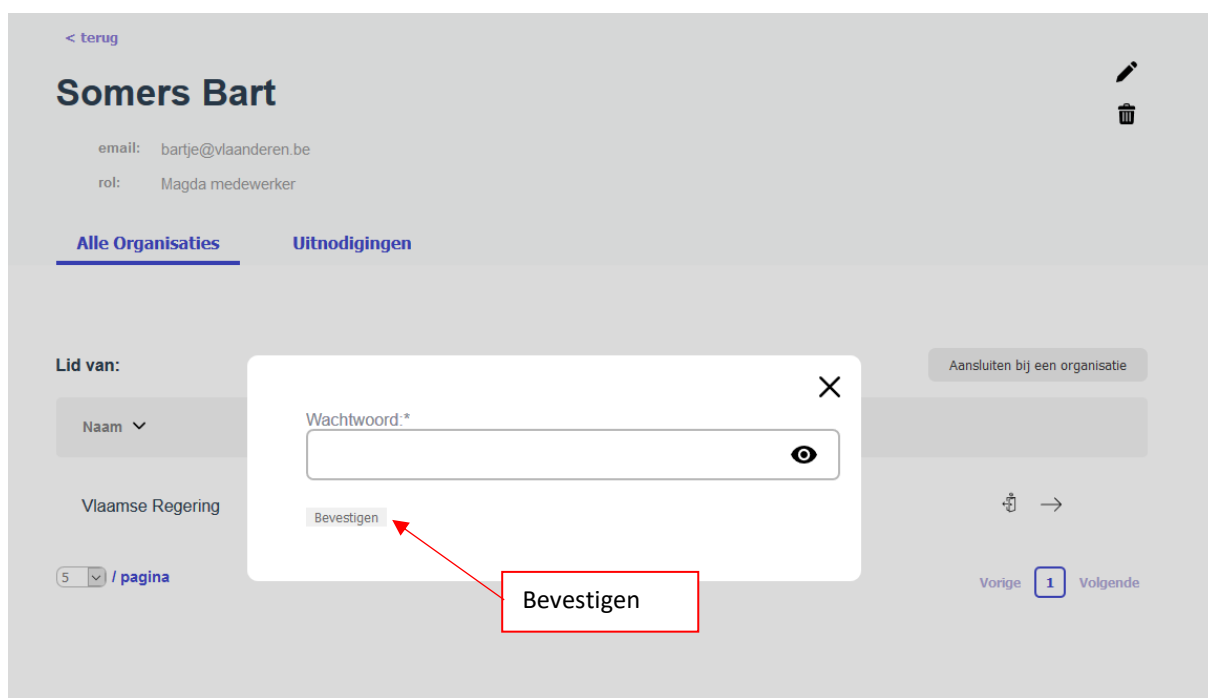 < terug
Somers Bart
email: bartje@vlaanderen.be
rol: Magda medewerker
Alle Organisaties Uitnodigingen
Lid van: Aansluiten bij een organisatie
Naam
Wachtwoord:*
Vlaamse Regering
Bevestigen
5 / pagina
Bevestigen
Vorige 1 Volgende